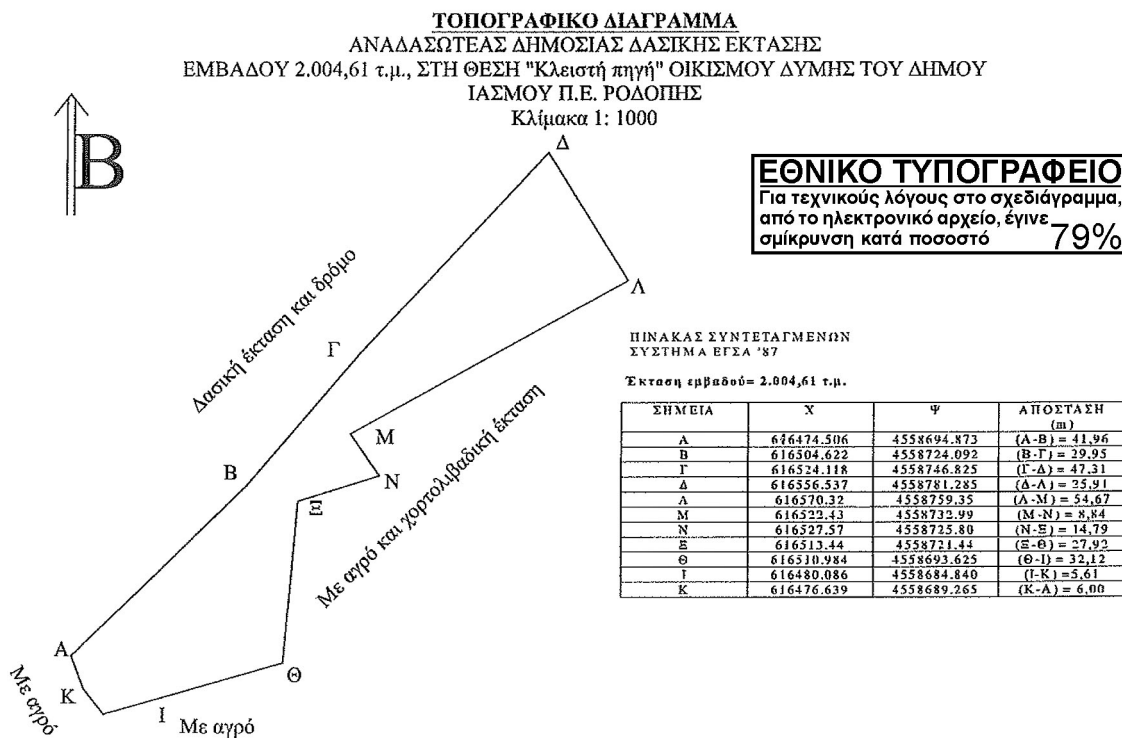 ΤΟΠΟΓΡΑΦΙΚΟ ΔΙΑΓΡΑΜΜΑ
ΑΝΑΔΑΣΩΤΕΑΣ ΔΗΜΟΣΙΑΣ ΔΑΣΙΚΗΣ ΕΚΤΑΣΗΣ
ΕΜΒΑΔΟΥ 2.004,61 τ.μ., ΣΤΗ ΘΕΣΗ "Κλειστή πηγή" ΟΙΚΙΣΜΟΥ ΔΥΜΗΣ ΤΟΥ ΔΗΜΟΥ
ΙΑΣΜΟΥ Π.Ε. ΡΟΔΟΠΗΣ
Κλίμακα 1: 1000
Β
ΕΘΝΙΚΟ ΤΥΠΟΓΡΑΦΕΙΟ
Για τεχνικούς λόγους στο σχεδιάγραμμα,
από το ηλεκτρονικό αρχείο, έγινε
σμίκρυνση κατά ποσοστό 79%
Δ
Λ
Δασική έκταση και δρόμο
Γ
Μ
Β
Ν
Ξ
Με αγρό και χορτολιβαδική έκταση
Α
Θ
Κ
Με αγρό
Ι
Με αγρό
ΠΙΝΑΚΑΣ ΣΥΝΤΕΤΑΓΜΕΝΩΝ
ΣΥΣΤΗΜΑ ΕΓΣΑ '87
Έκταση εμβαδού= 2.004,61 τ.μ.
ΣΗΜΕΙΑ Χ Ψ ΑΠΟΣΤΑΣΗ (m)
Α 616474.506 4558694.873 (Α-Β) = 41,96
Β 616504.622 4558724.092 (Β-Γ) = 29,95
Γ 616524.118 4558746.825 (Γ-Δ) = 47,31
Δ 616556.537 4558781.285 (Δ-Λ) = 25,91
Λ 616570.32 4558759.35 (Λ-Μ) = 54,67
Μ 616522.43 4558732.99 (Μ-Ν) = 8,84
Ν 616527.57 4558725.80 (Ν-Ξ) = 14,79
Ξ 616513.44 4558721.44 (Ξ-Θ) = 27,92
Θ 616510.984 4558693.625 (Θ-Ι) = 32,12
Ι 616480.086 4558684.840 (Ι-Κ) =5,61
Κ 616476.639 4558689.265 (Κ-Α) = 6,00